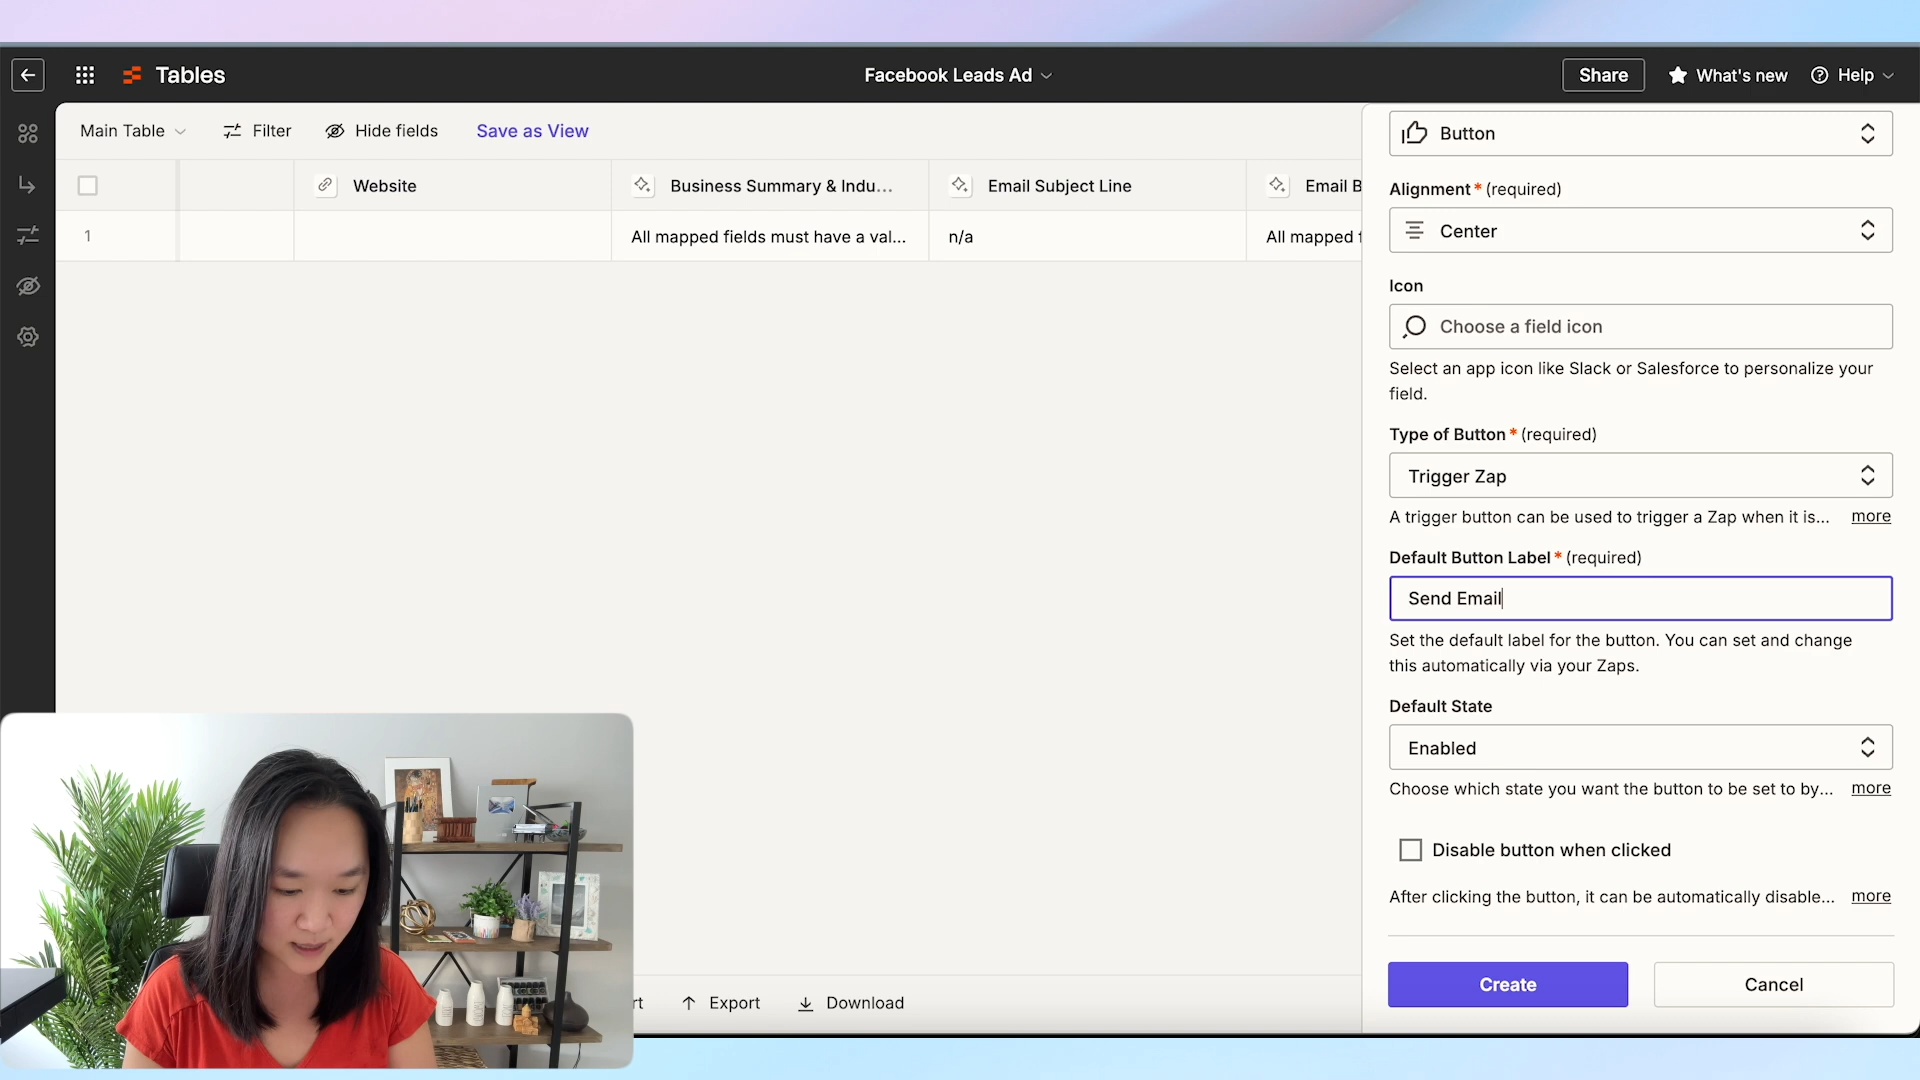 Tables
Facebook Leads Ad
Share
What's new
Help
Main Table
Filter
Hide fields
Save as View
Website
Business Summary & Indu...
Email Subject Line
Email B
1
All mapped fields must have a val...
n/a
All mapped f
Button
Alignment * (required)
Center
Icon
Choose a field icon
Select an app icon like Slack or Salesforce to personalize your
field.
Type of Button * (required)
Trigger Zap
A trigger button can be used to trigger a Zap when it is... more
Default Button Label * (required)
Send Email
Set the default label for the button. You can set and change
this automatically via your Zaps.
Default State
Enabled
Choose which state you want the button to be set to by... more
Disable button when clicked
After clicking the button, it can be automatically disable... more
Create
Cancel
rt
Export
Download